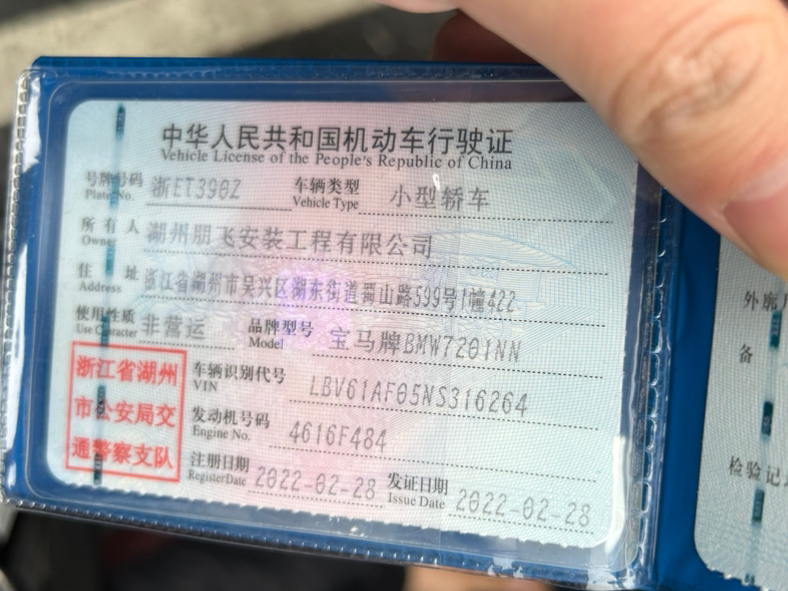 中华人民共和国机动车行驶证
Vehicle License of the People's Republic of China
号牌号码 浙ET390Z 车辆类型 小型轿车
Plate No. Vehicle Type
所有人 湖州朋飞安装工程有限公司
Owner
住址 浙江省湖州市吴兴区湖东街道蜀山路599号1幢422
Address
使用性质 非营运 品牌型号 宝马牌BMW7201NN
Use Character Model
浙江省湖州
市公安局交
通警察支队
车辆识别代号 LBV61AF05NS316264
VIN
发动机号码 4616F484
Engine No.
注册日期 2022-02-28 发证日期 2022-02-28
Register Date Issue Date
外廓
备
检验记